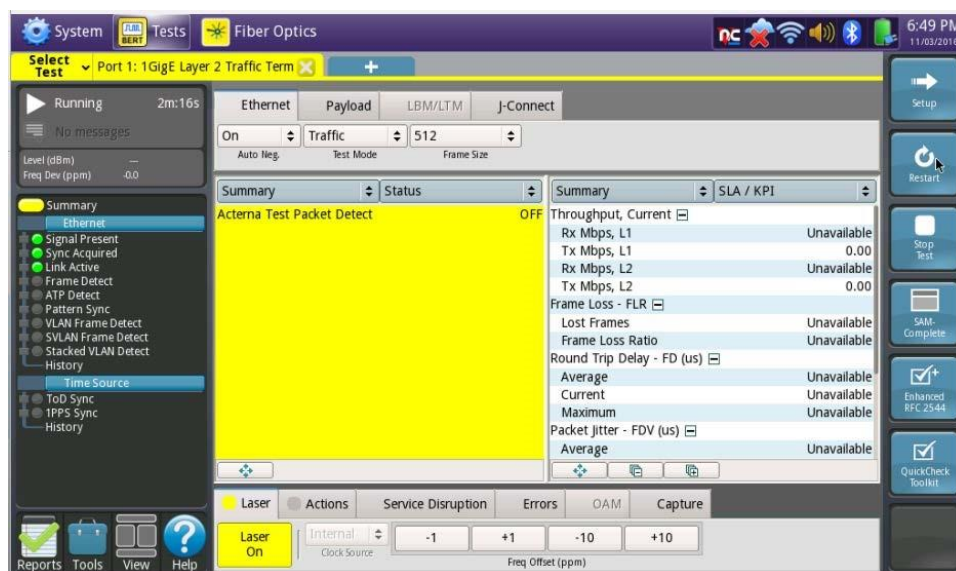 System
BERT
Tests
Fiber Optics
6:49 PM
11/03/2018
Select Test
Port 1: 1GigE Layer 2 Traffic Term
+
Running 2m:16s
No messages
Level (dBm) ---
Freq Dev (ppm) -0.0
Summary
Ethernet
Signal Present
Sync Acquired
Link Active
Frame Detect
ATP Detect
Pattern Sync
VLAN Frame Detect
SVLAN Frame Detect
Stacked VLAN Detect
History
Time Source
ToD Sync
1PPS Sync
History
Reports
Tools
View
Help
Ethernet
Payload
LBM/LTM
J-Connect
On
Traffic
512
Auto Neg.
Test Mode
Frame Size
Summary
Status
Acterna Test Packet Detect OFF
Summary
SLA / KPI
Throughput, Current
Rx Mbps, L1 Unavailable
Tx Mbps, L1 0.00
Rx Mbps, L2 Unavailable
Tx Mbps, L2 0.00
Frame Loss - FLR
Lost Frames Unavailable
Frame Loss Ratio Unavailable
Round Trip Delay - FD (us)
Average Unavailable
Current Unavailable
Maximum Unavailable
Packet Jitter - FDV (us)
Average Unavailable
Laser
Actions
Service Disruption
Errors
OAM
Capture
Laser
On
Internal
Clock Source
-1
+1
-10
+10
Freq Offset (ppm)
Setup
Restart
Stop
Test
SAM-
Complete
Enhanced
RFC 2544
QuickCheck
Toolkit